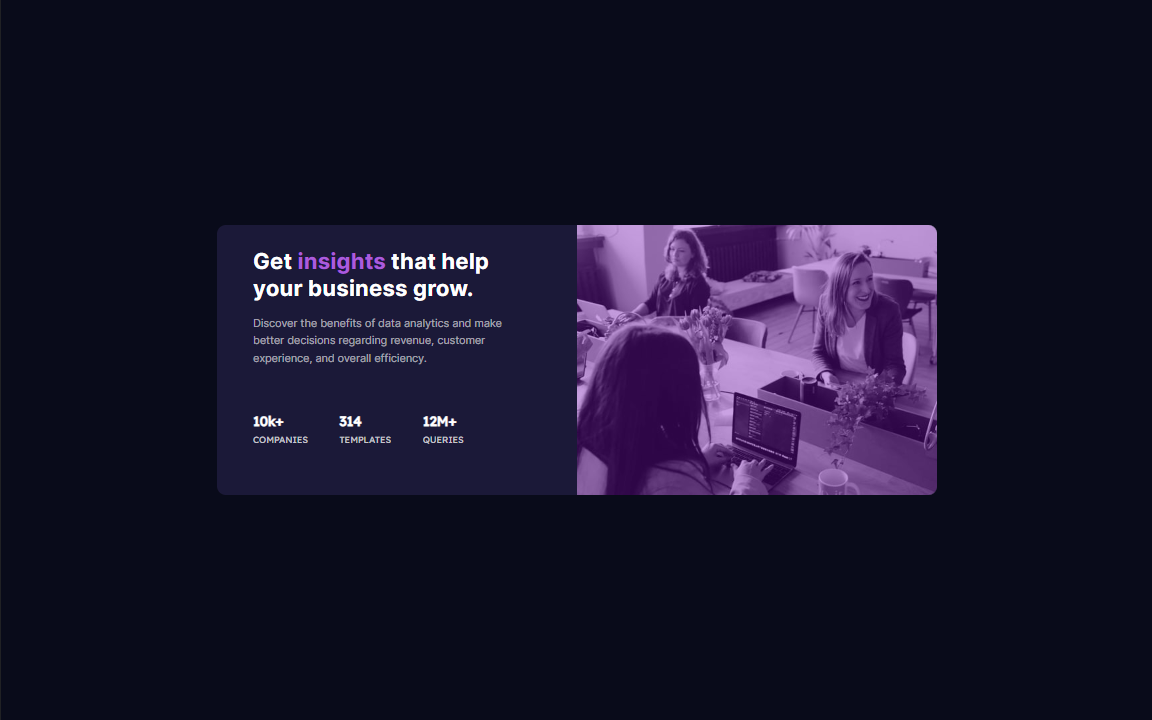 Get insights that help
your business grow.
Discover the benefits of data analytics and make
better decisions regarding revenue, customer
experience, and overall efficiency.
10k+ 314 12M+
COMPANIES TEMPLATES QUERIES